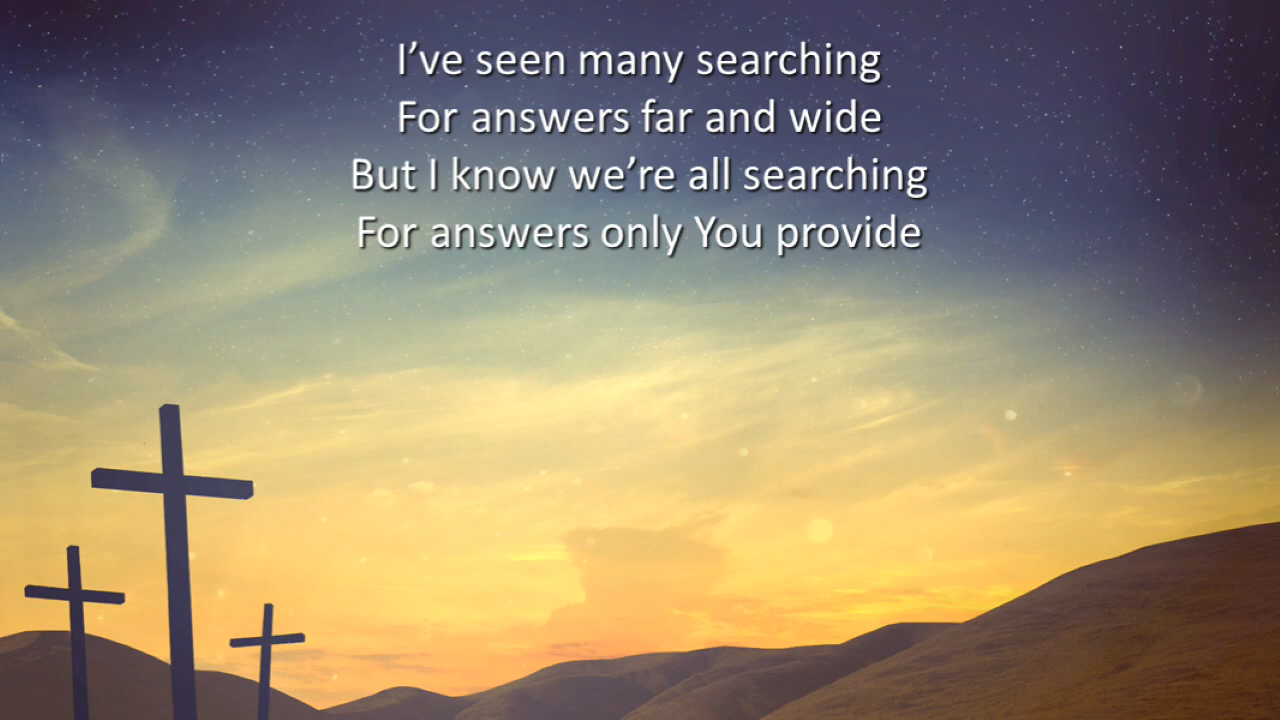 I’ve seen many searching
For answers far and wide
But I know we’re all searching
For answers only You provide